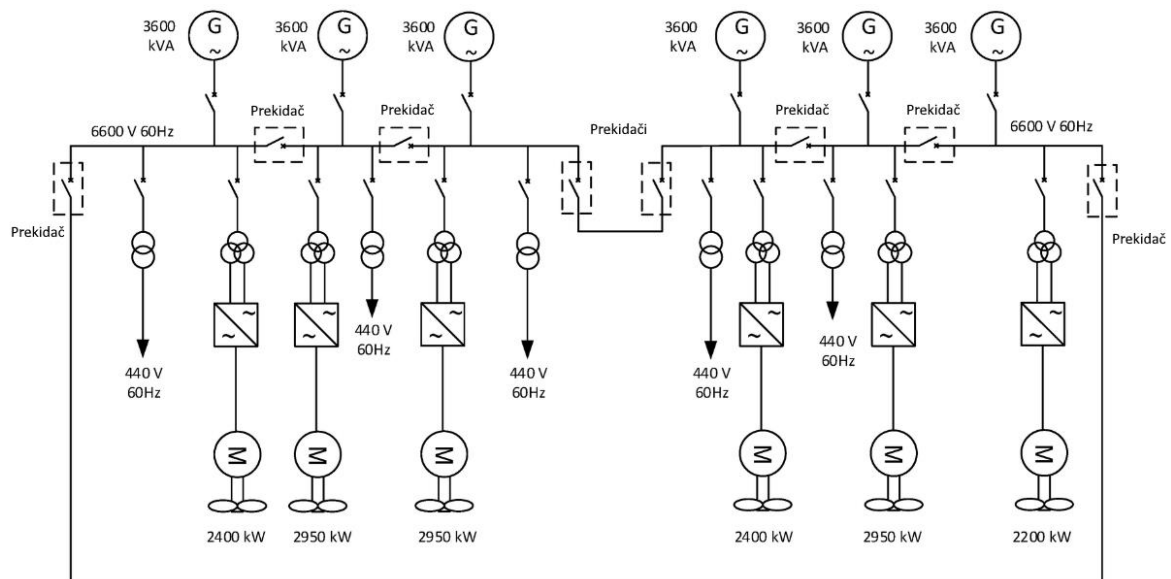 3600
kVA
G
~
3600
kVA
G
~
3600
kVA
G
~
3600
kVA
G
~
3600
kVA
G
~
3600
kVA
G
~
Prekidač
Prekidač
Prekidač
Prekidač
6600 V 60Hz
Prekidači
6600 V 60Hz
Prekidač
Prekidač
~
~
~
~
~
~
~
~
~
~
~
~
440 V
60Hz
440 V
60Hz
440 V
60Hz
440 V
60Hz
440 V
60Hz
M
M
M
M
M
M
2400 kW
2950 kW
2950 kW
2400 kW
2950 kW
2200 kW